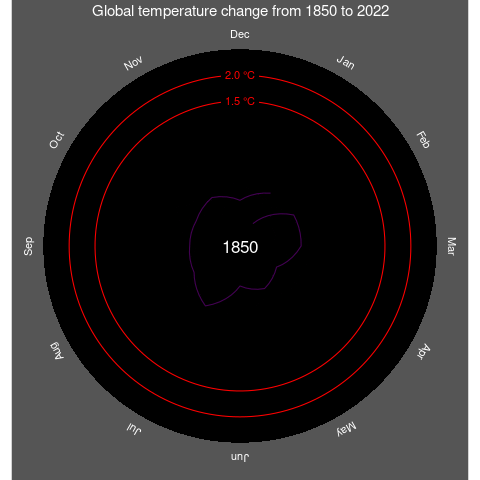 Global temperature change from 1850 to 2022
Dec
Nov
Jan
2.0 °C
1.5 °C
Oct
Feb
Sep
1850
Mar
Aug
Apr
Jul
May
Jun